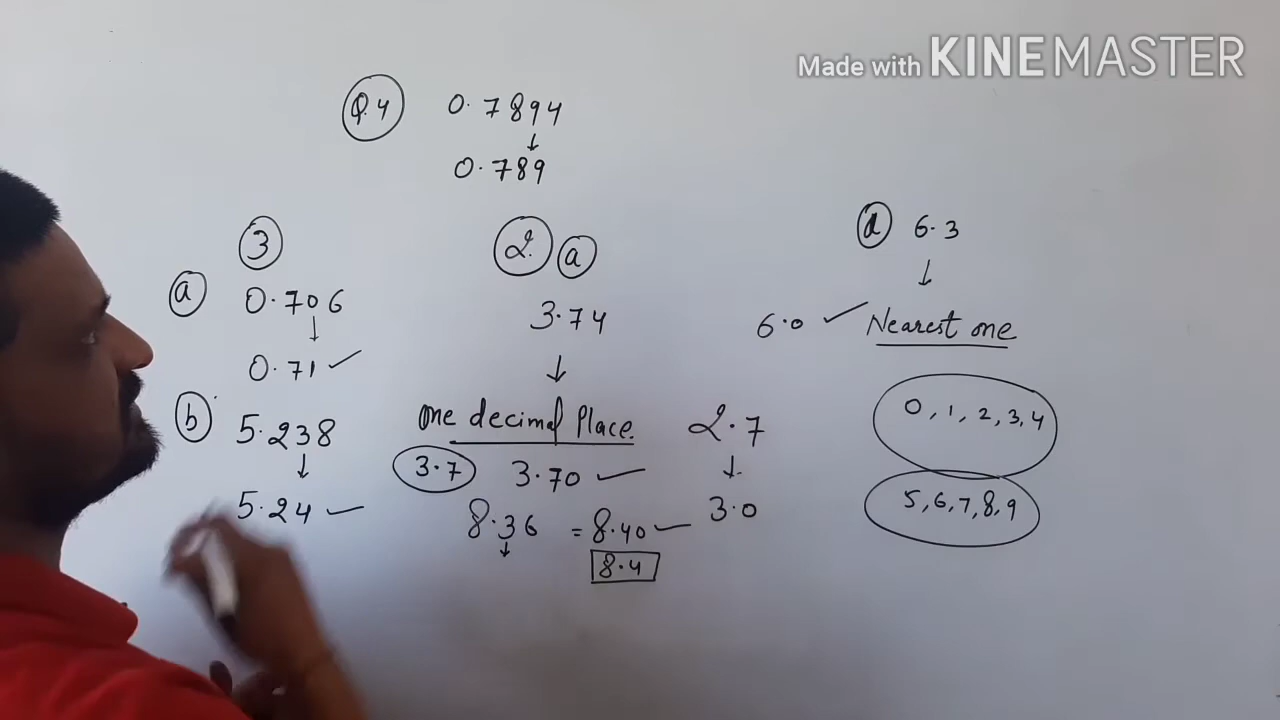 Made with KINEMASTER
Q.4 0.7894
↓
0.789
3
a 0.706
↓
0.71 ✓
b 5.238
↓
5.24 ✓
2. a
3.74
↓
One decimal Place
3.7 3.70 ✓
8.36 = 8.40 ✓
↓
8.4
2.7
↓
3.0
6.3
↓
Nearest one
6.0 ✓
0, 1, 2, 3, 4
5, 6, 7, 8, 9